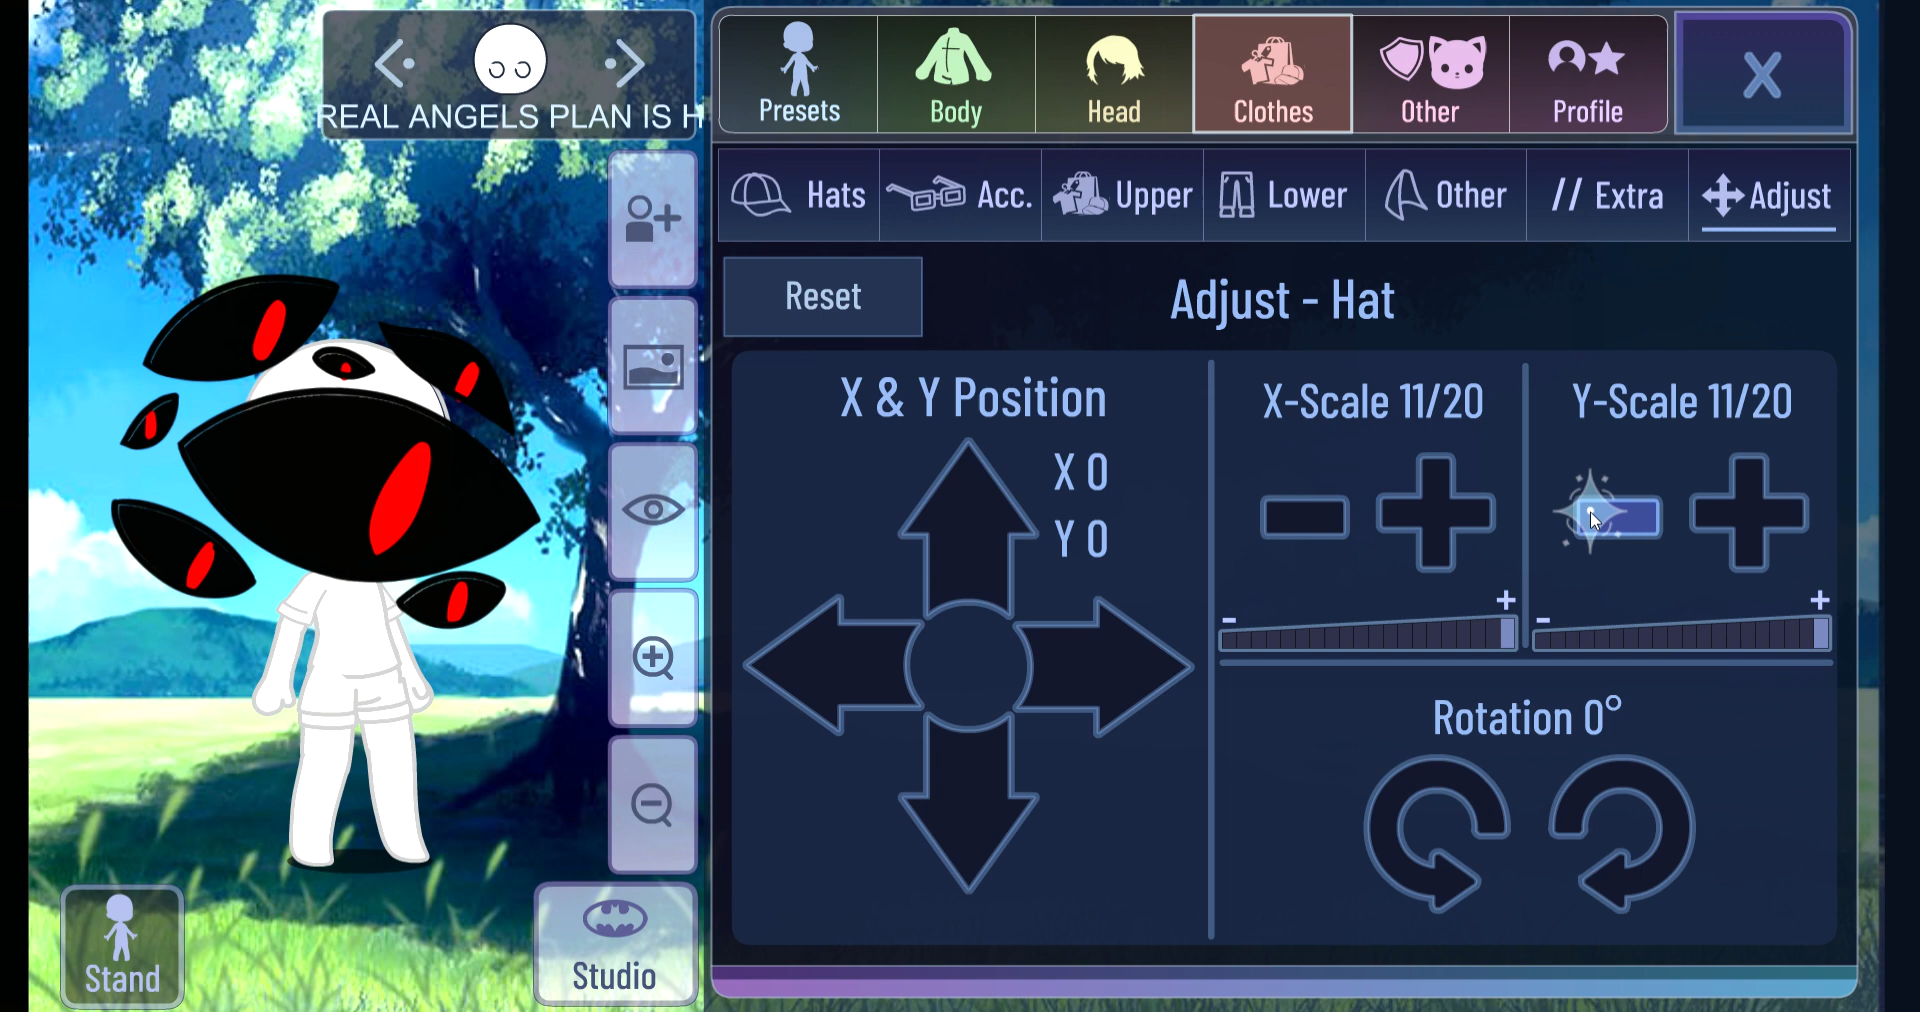 REAL ANGELS PLAN IS H
Presets
Body
Head
Clothes
Other
Profile
X
Hats
Acc.
Upper
Lower
Other
Extra
Adjust
Reset
Adjust - Hat
X & Y Position
X 0
Y 0
X-Scale 11/20
Y-Scale 11/20
- +
- +
Rotation 0°
Stand
Studio